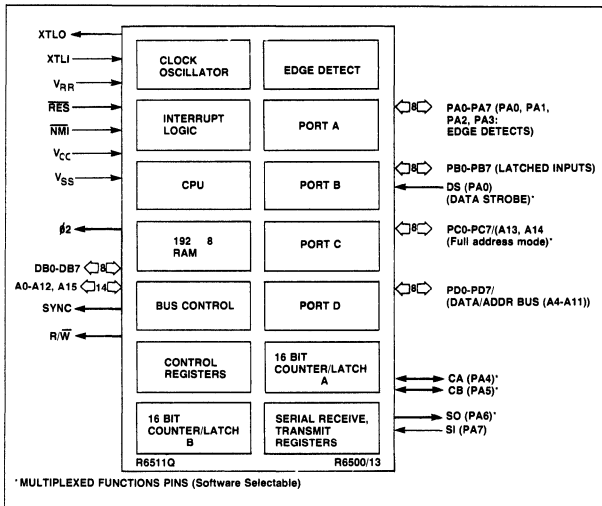 XTLO
XTLI
VRR
RES
NMI
VCC
VSS
ø2
DB0-DB7 8
A0-A12, A15 14
SYNC
R/W
CLOCK
OSCILLATOR
EDGE DETECT
INTERRUPT
LOGIC
PORT A
CPU
PORT B
192 8
RAM
PORT C
BUS CONTROL
PORT D
CONTROL
REGISTERS
16 BIT
COUNTER/LATCH
A
16 BIT
COUNTER/LATCH
B
SERIAL RECEIVE,
TRANSMIT
REGISTERS
R6511Q
R6500/13
8 PA0-PA7 (PA0, PA1,
PA2, PA3:
EDGE DETECTS)
8 PB0-PB7 (LATCHED INPUTS)
DS (PA0)
(DATA STROBE)*
8 PC0-PC7/(A13, A14
(Full address mode)*
8 PD0-PD7/
(DATA/ADDR BUS (A4-A11))
CA (PA4)*
CB (PA5)*
SO (PA6)*
SI (PA7)
*MULTIPLEXED FUNCTIONS PINS (Software Selectable)